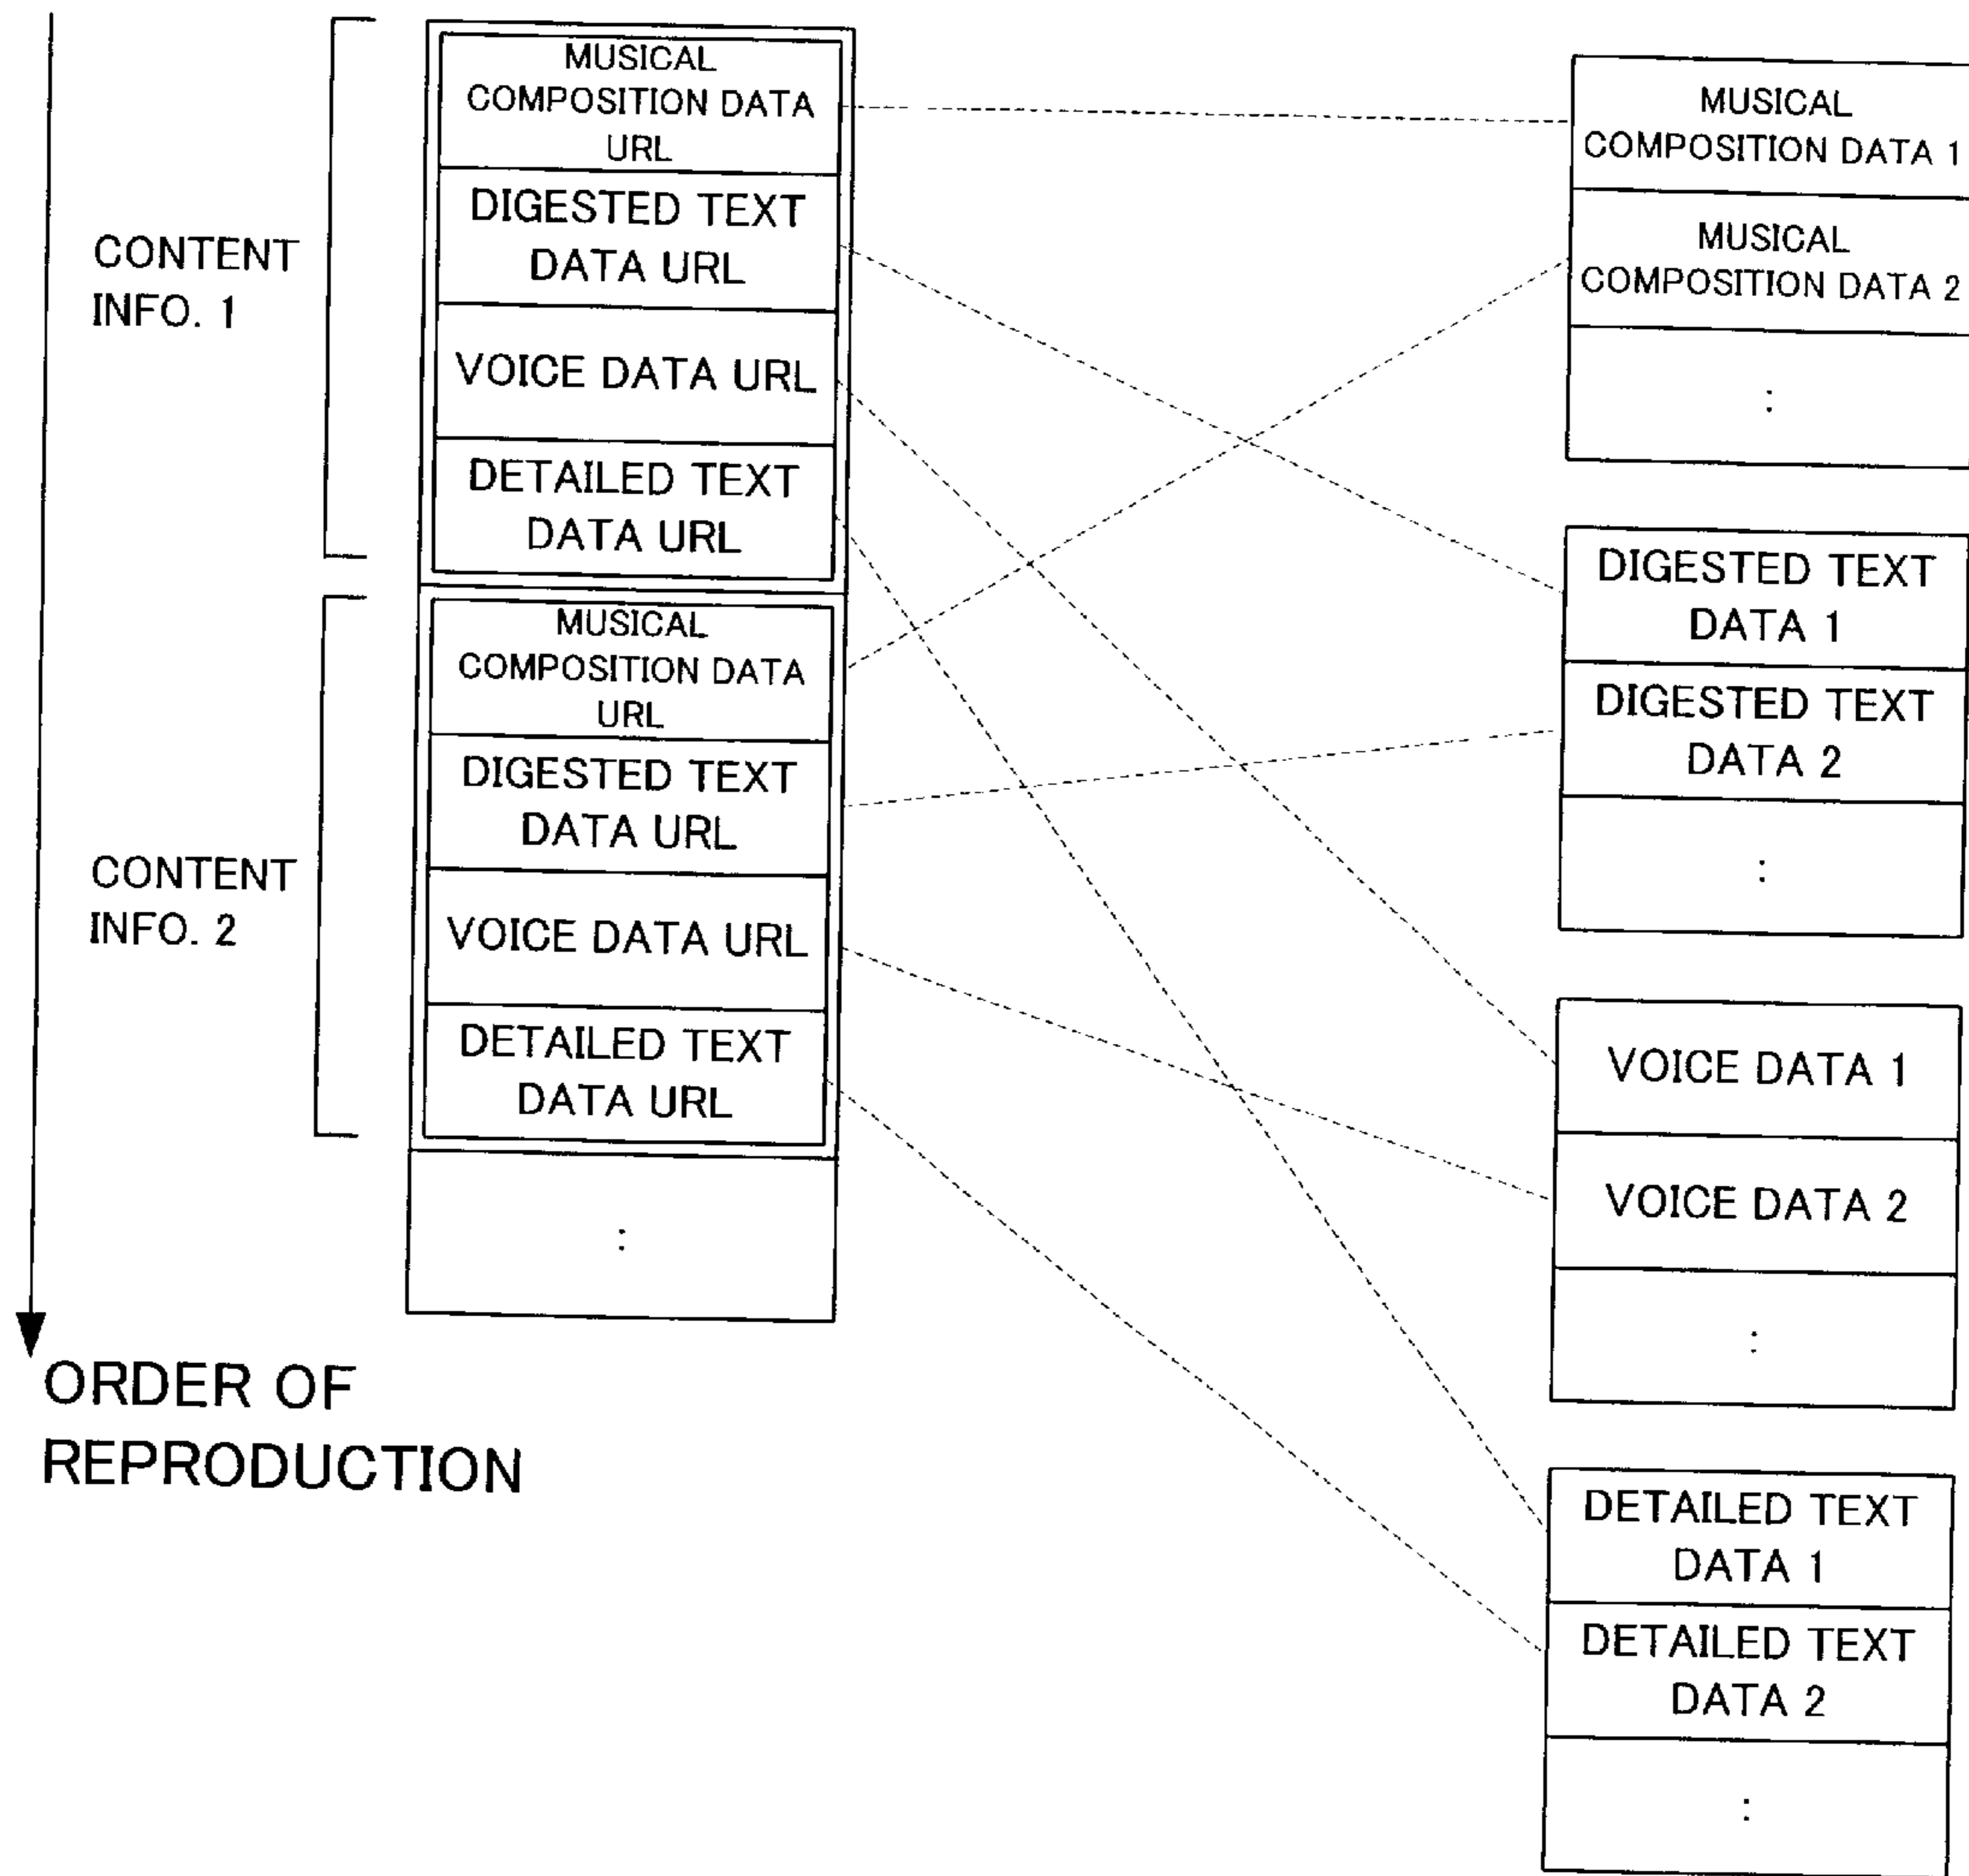 CONTENT
INFO. 1
MUSICAL
COMPOSITION DATA
URL
DIGESTED TEXT
DATA URL
VOICE DATA URL
DETAILED TEXT
DATA URL
CONTENT
INFO. 2
MUSICAL
COMPOSITION DATA
URL
DIGESTED TEXT
DATA URL
VOICE DATA URL
DETAILED TEXT
DATA URL
:
ORDER OF
REPRODUCTION
MUSICAL
COMPOSITION DATA 1
MUSICAL
COMPOSITION DATA 2
:
DIGESTED TEXT
DATA 1
DIGESTED TEXT
DATA 2
:
VOICE DATA 1
VOICE DATA 2
:
DETAILED TEXT
DATA 1
DETAILED TEXT
DATA 2
: